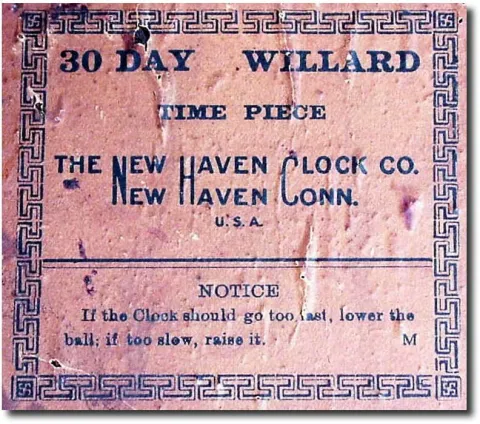 30 DAY WILLARD
TIME PIECE
THE NEW HAVEN CLOCK CO.
NEW HAVEN CONN.
U.S.A.
NOTICE
If the Clock should go too fast, lower the
ball; if too slow, raise it. M